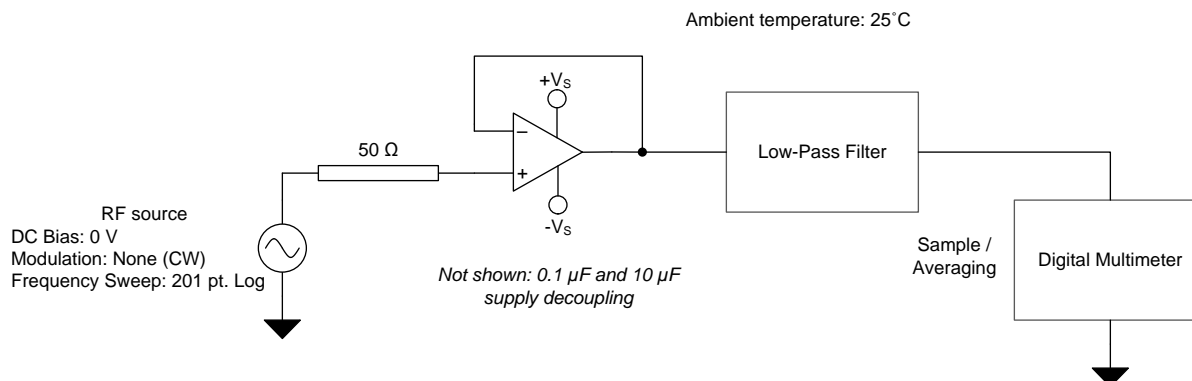 Ambient temperature: 25˚C
+VS
−
50 Ω
+
Low-Pass Filter
RF source
DC Bias: 0 V
Modulation: None (CW)
Frequency Sweep: 201 pt. Log
-VS
Not shown: 0.1 µF and 10 µF
supply decoupling
Sample /
Averaging
Digital Multimeter